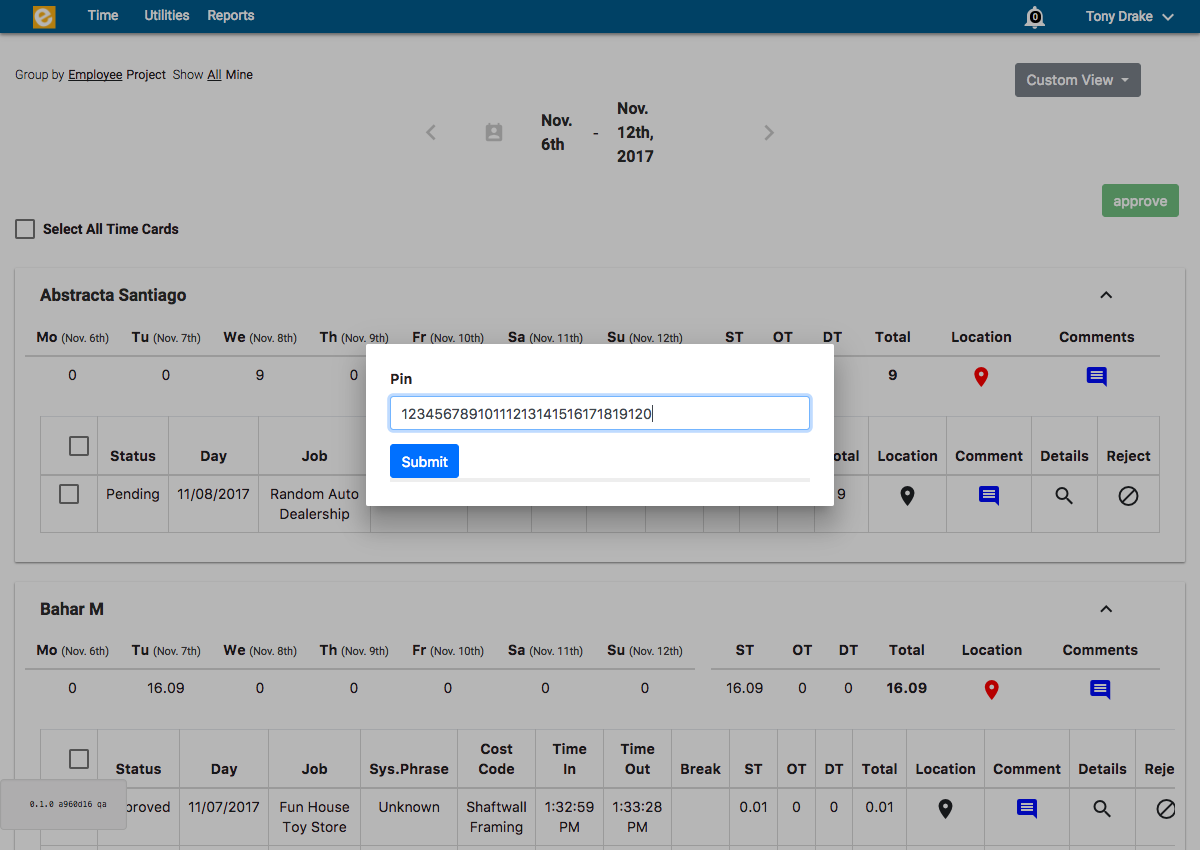 Time Utilities Reports 0 Tony Drake
Group by Employee Project Show All Mine
Custom View
Nov. 6th - Nov. 12th, 2017
approve
Select All Time Cards
Abstracta Santiago
Mo (Nov. 6th) Tu (Nov. 7th) We (Nov. 8th) Th (Nov. 9th) Fr (Nov. 10th) Sa (Nov. 11th) Su (Nov. 12th) ST OT DT Total Location Comments
0 0 9 0 9
Pin
12345678910111213141516171819120
Submit
Status Day Job otal Location Comment Details Reject
Pending 11/08/2017 Random Auto Dealership 9
Bahar M
Mo (Nov. 6th) Tu (Nov. 7th) We (Nov. 8th) Th (Nov. 9th) Fr (Nov. 10th) Sa (Nov. 11th) Su (Nov. 12th) ST OT DT Total Location Comments
0 16.09 0 0 0 0 0 16.09 0 0 16.09
Status Day Job Sys.Phrase Cost Code Time In Time Out Break ST OT DT Total Location Comment Details Reje
0.1.0 a960d16 qa
proved 11/07/2017 Fun House Toy Store Unknown Shaftwall Framing 1:32:59 PM 1:33:28 PM 0.01 0 0 0.01